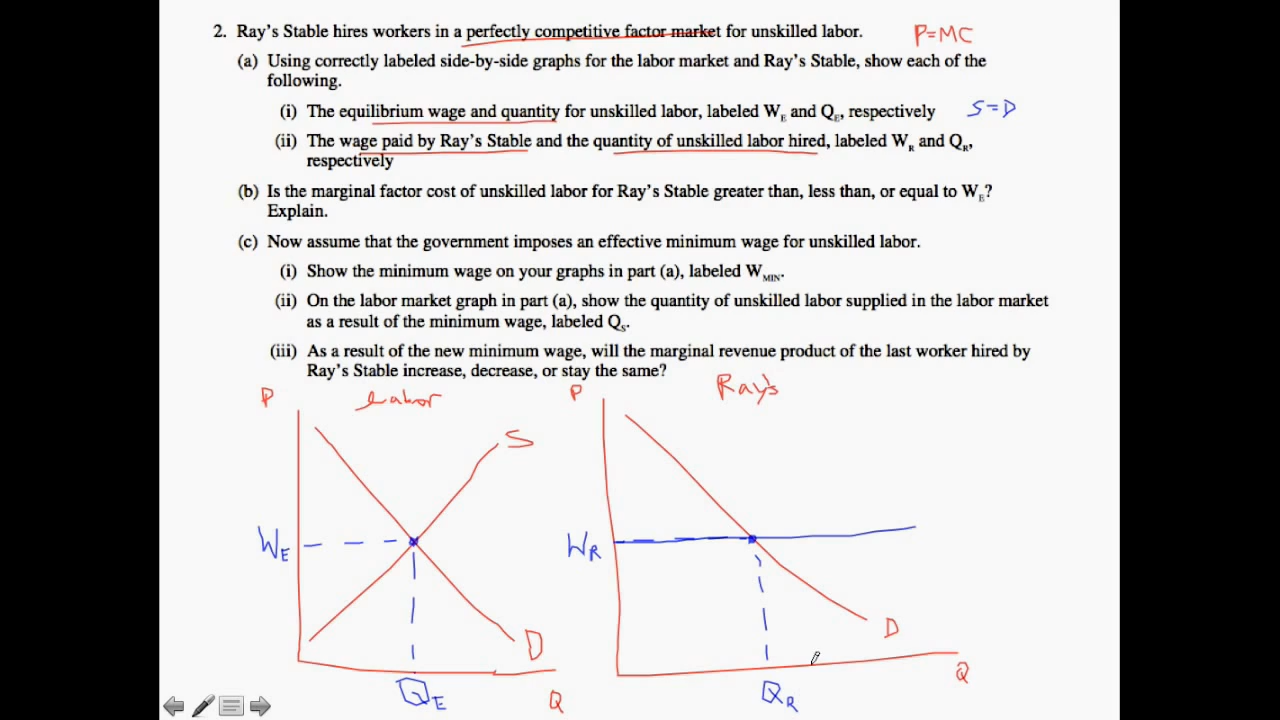 2. Ray's Stable hires workers in a perfectly competitive factor market for unskilled labor. P=MC
(a) Using correctly labeled side-by-side graphs for the labor market and Ray's Stable, show each of the
following.
(i) The equilibrium wage and quantity for unskilled labor, labeled WE and QE, respectively S=D
(ii) The wage paid by Ray's Stable and the quantity of unskilled labor hired, labeled WR and QR,
respectively
(b) Is the marginal factor cost of unskilled labor for Ray's Stable greater than, less than, or equal to WE?
Explain.
(c) Now assume that the government imposes an effective minimum wage for unskilled labor.
(i) Show the minimum wage on your graphs in part (a), labeled WMIN.
(ii) On the labor market graph in part (a), show the quantity of unskilled labor supplied in the labor market
as a result of the minimum wage, labeled QS.
(iii) As a result of the new minimum wage, will the marginal revenue product of the last worker hired by
Ray's Stable increase, decrease, or stay the same?
P Labor P Ray's
S
WE WR
D D
QE Q QR Q